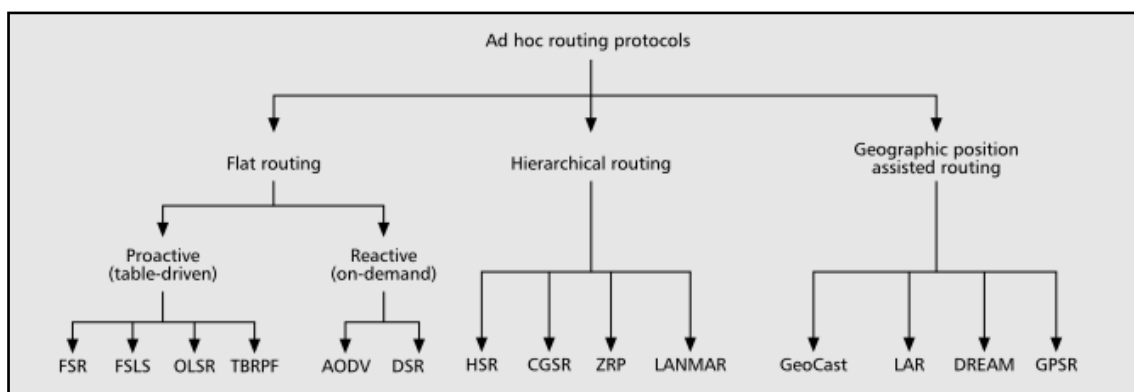 Ad hoc routing protocols
Flat routing
Hierarchical routing
Geographic position
assisted routing
Proactive
(table-driven)
Reactive
(on-demand)
FSR
FSLS
OLSR
TBRPF
AODV
DSR
HSR
CGSR
ZRP
LANMAR
GeoCast
LAR
DREAM
GPSR